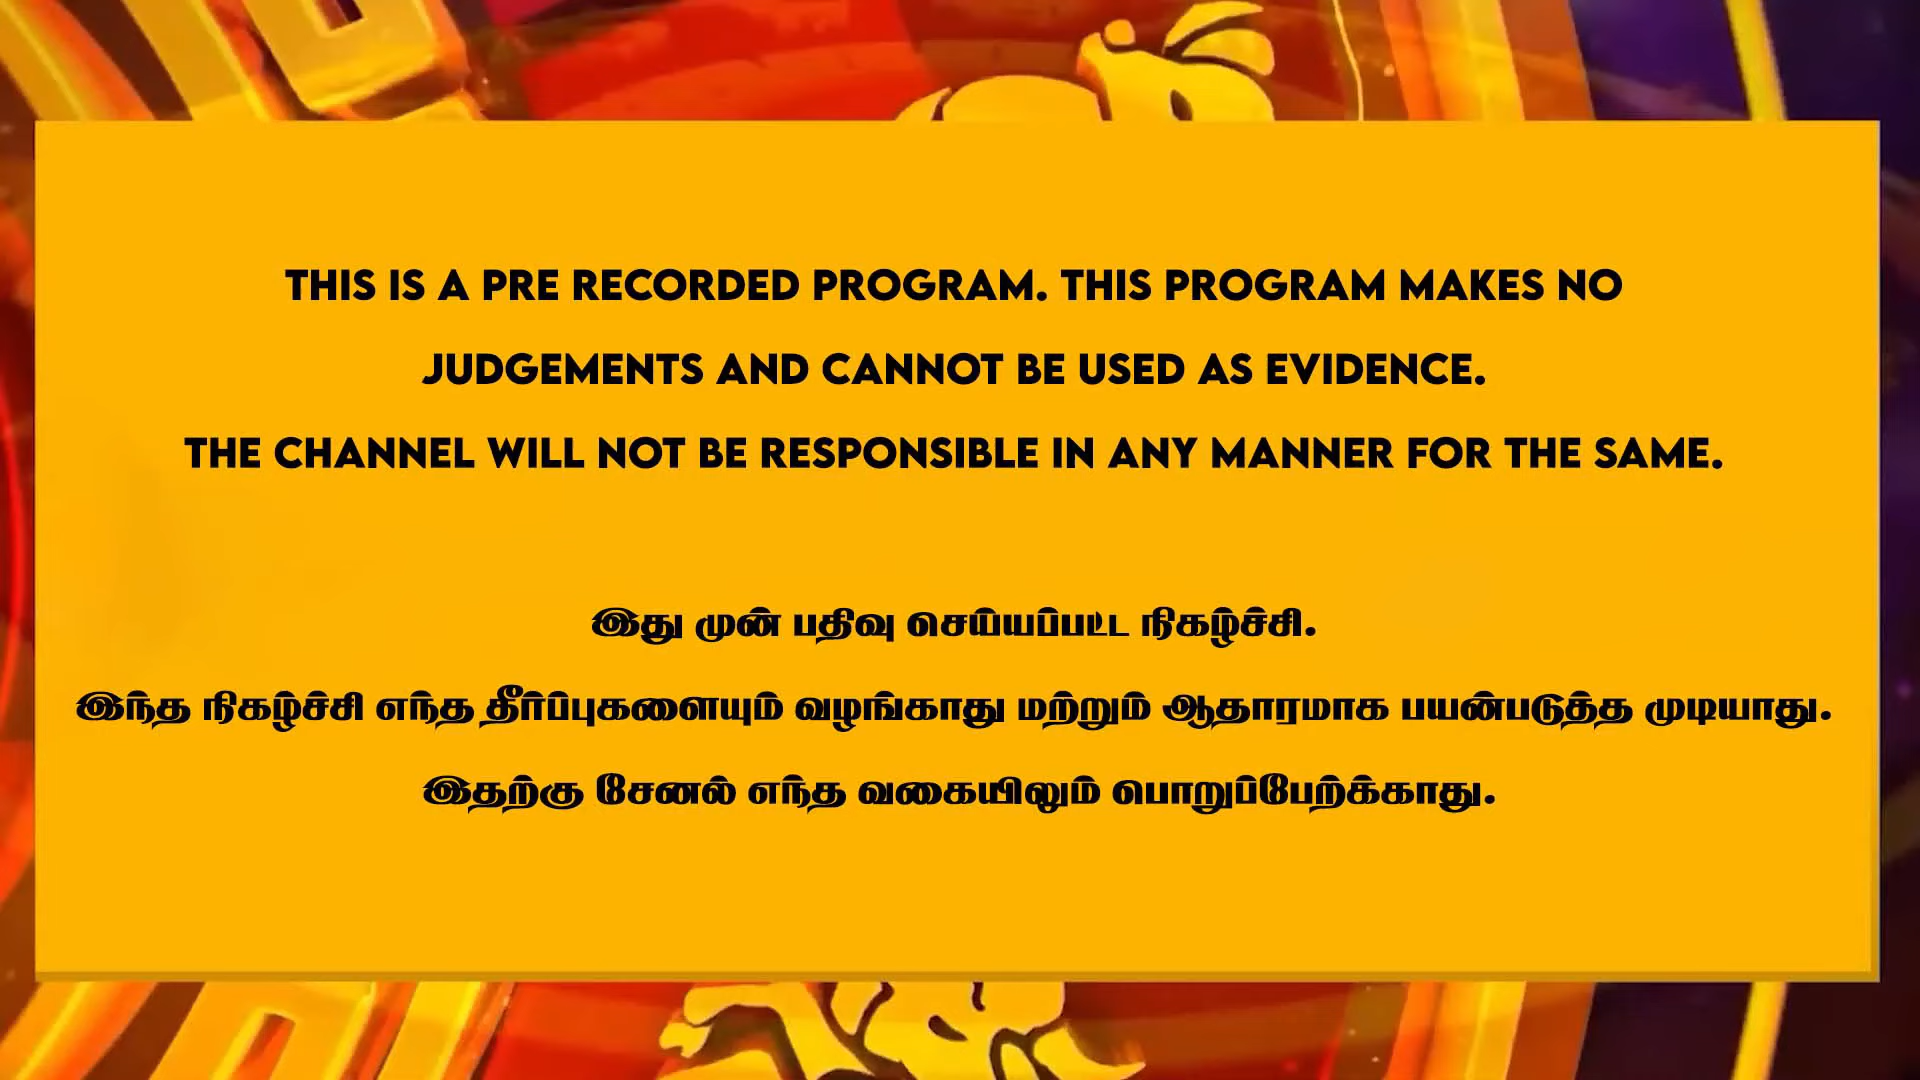 THIS IS A PRE RECORDED PROGRAM. THIS PROGRAM MAKES NO
JUDGEMENTS AND CANNOT BE USED AS EVIDENCE.
THE CHANNEL WILL NOT BE RESPONSIBLE IN ANY MANNER FOR THE SAME.
இது முன் பதிவு செய்யப்பட்ட நிகழ்ச்சி.
இந்த நிகழ்ச்சி எந்த தீர்ப்புகளையும் வழங்காது மற்றும் ஆதாரமாக பயன்படுத்த முடியாது.
இதற்கு சேனல் எந்த வகையிலும் பொறுப்பேற்க்காது.